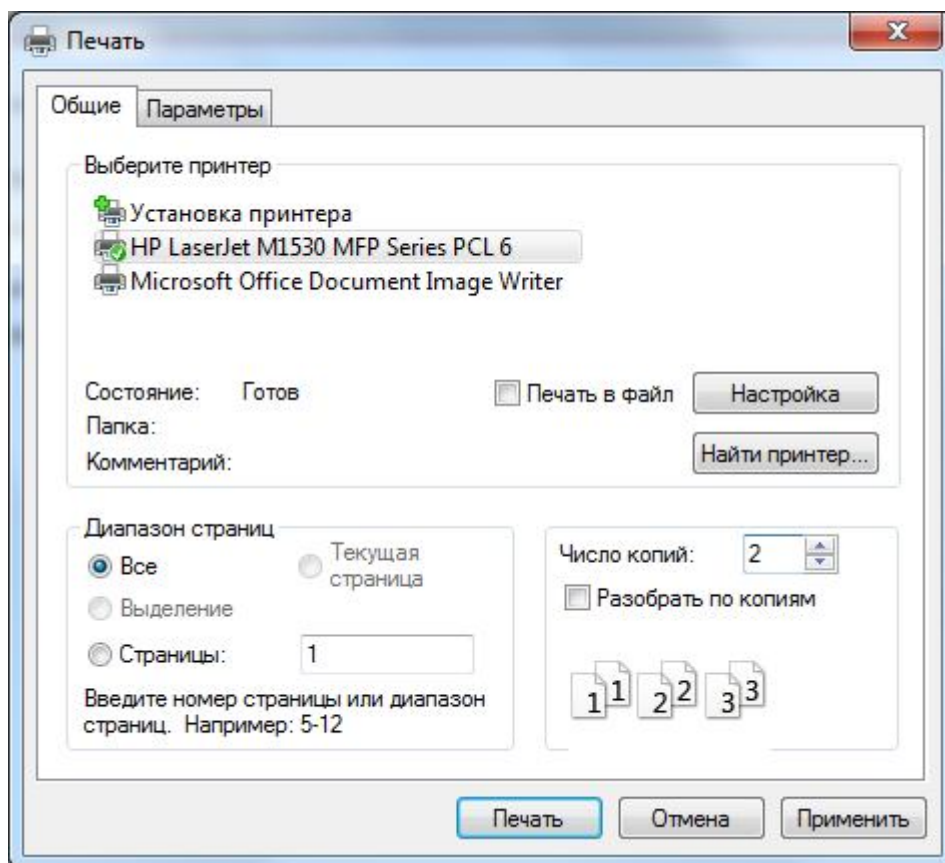 Печать
Общие
Параметры
Выберите принтер
Установка принтера
HP LaserJet M1530 MFP Series PCL 6
Microsoft Office Document Image Writer
Состояние: Готов
Печать в файл
Настройка
Папка:
Найти принтер...
Комментарий:
Диапазон страниц
Все
Текущая
страница
Выделение
Страницы: 1
Введите номер страницы или диапазон
страниц. Например: 5-12
Число копий: 2
Разобрать по копиям
1 1 2 2 3 3
Печать
Отмена
Применить